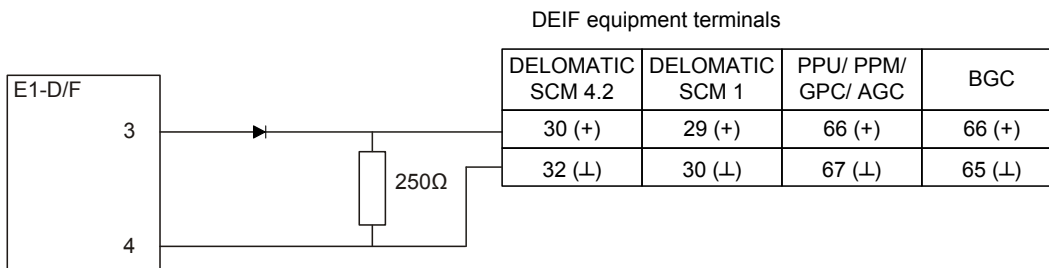 DEIF equipment terminals
DELOMATIC SCM 4.2
DELOMATIC SCM 1
PPU/ PPM/ GPC/ AGC
BGC
E1-D/F
3
30 (+)
29 (+)
66 (+)
66 (+)
32 (⊥)
30 (⊥)
67 (⊥)
65 (⊥)
250Ω
4